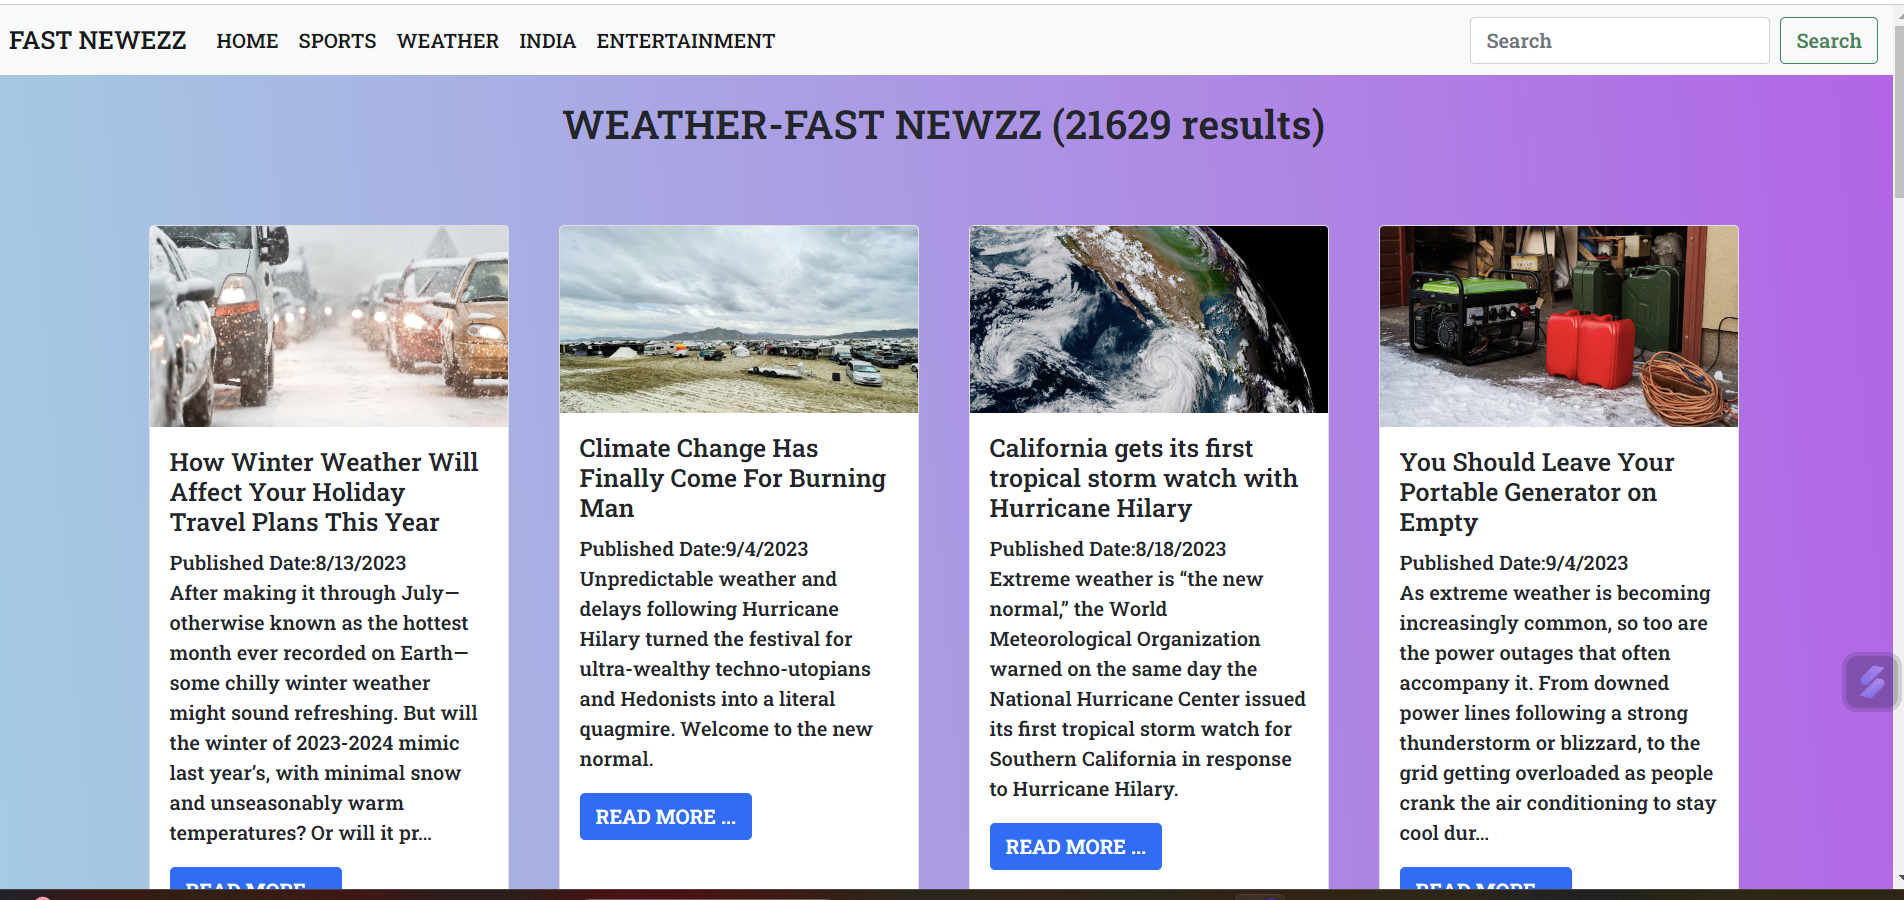 FAST NEWEZZ HOME SPORTS WEATHER INDIA ENTERTAINMENT Search Search
WEATHER-FAST NEWZZ (21629 results)
How Winter Weather Will
Affect Your Holiday
Travel Plans This Year
Published Date:8/13/2023
After making it through July—
otherwise known as the hottest
month ever recorded on Earth—
some chilly winter weather
might sound refreshing. But will
the winter of 2023-2024 mimic
last year’s, with minimal snow
and unseasonably warm
temperatures? Or will it pr...
READ MORE ...
Climate Change Has
Finally Come For Burning
Man
Published Date:9/4/2023
Unpredictable weather and
delays following Hurricane
Hilary turned the festival for
ultra-wealthy techno-utopians
and Hedonists into a literal
quagmire. Welcome to the new
normal.
READ MORE ...
California gets its first
tropical storm watch with
Hurricane Hilary
Published Date:8/18/2023
Extreme weather is “the new
normal,” the World
Meteorological Organization
warned on the same day the
National Hurricane Center issued
its first tropical storm watch for
Southern California in response
to Hurricane Hilary.
READ MORE ...
You Should Leave Your
Portable Generator on
Empty
Published Date:9/4/2023
As extreme weather is becoming
increasingly common, so too are
the power outages that often
accompany it. From downed
power lines following a strong
thunderstorm or blizzard, to the
grid getting overloaded as people
crank the air conditioning to stay
cool dur...
READ MORE ...